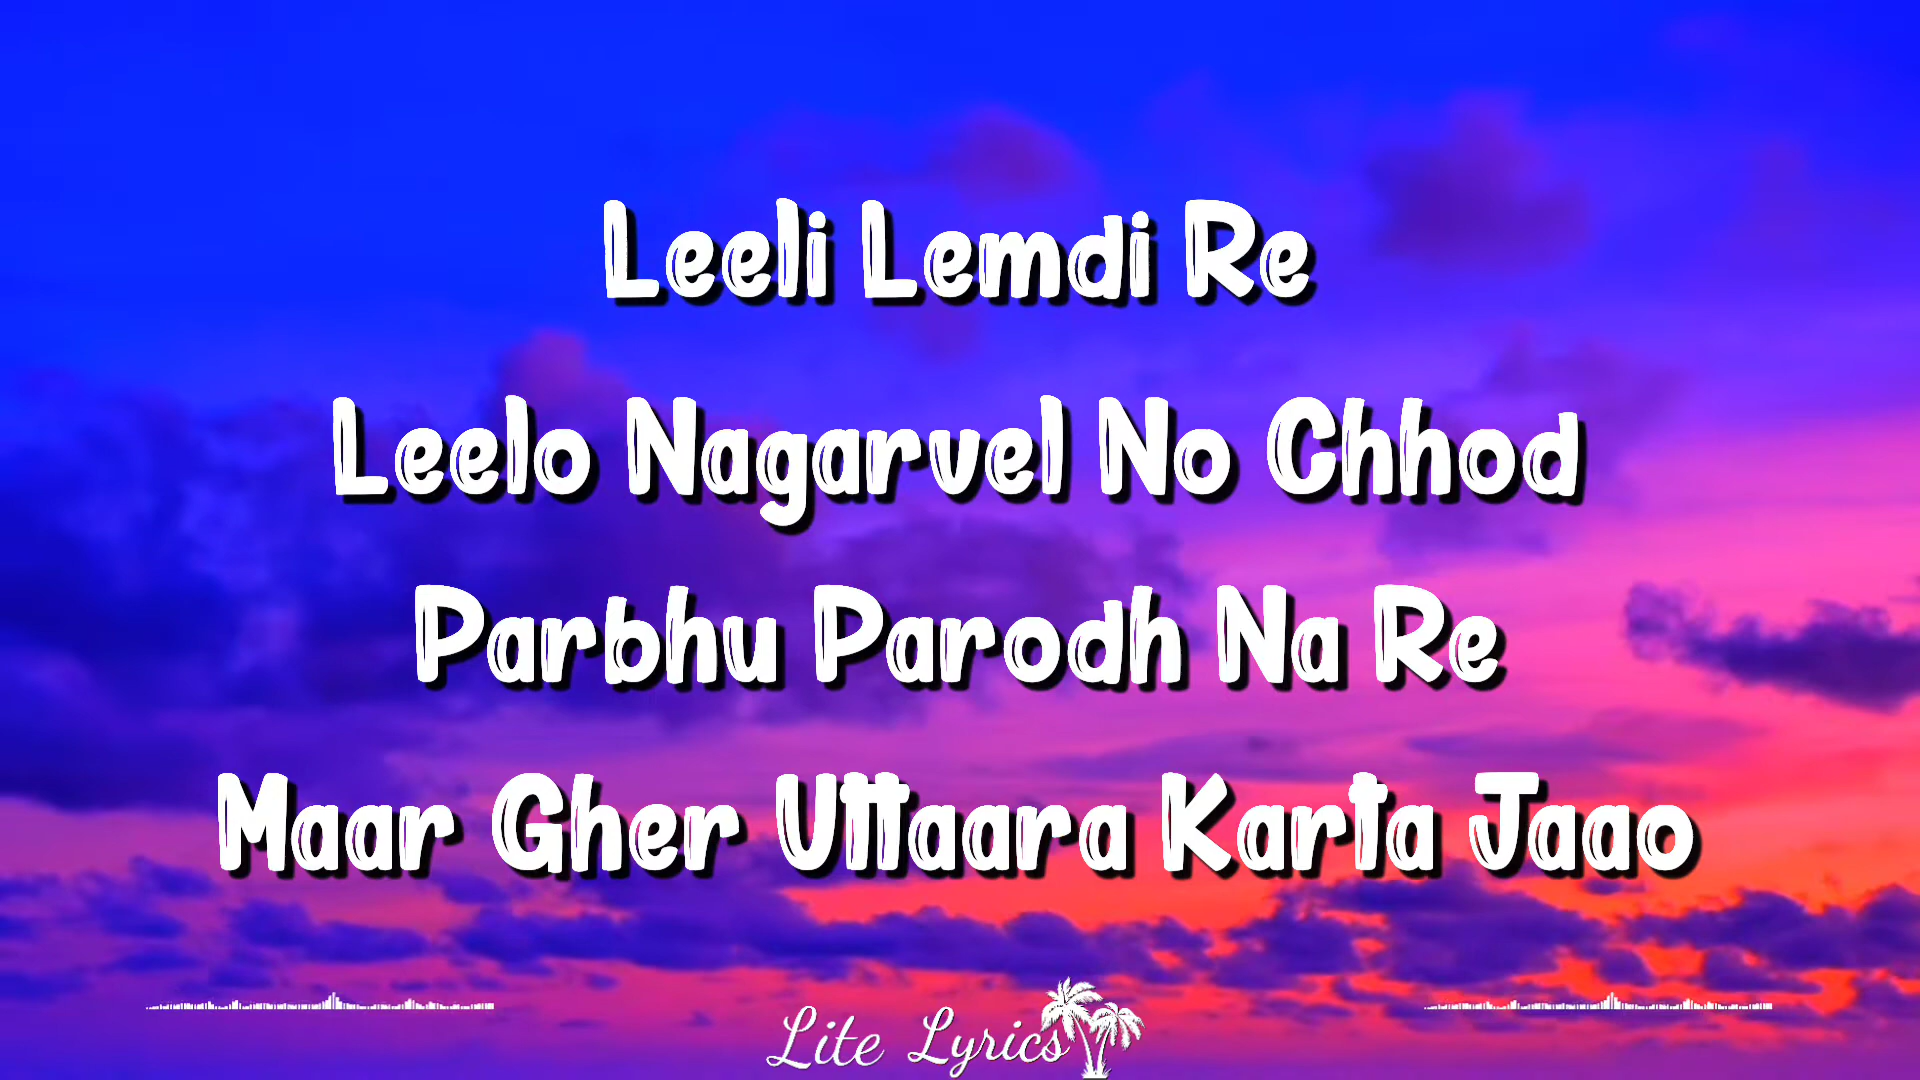 Leeli Lemdi Re
Leelo Nagarvel No Chhod
Parbhu Parodh Na Re
Maar Gher Uttaara Karta Jaao
Lite Lyrics